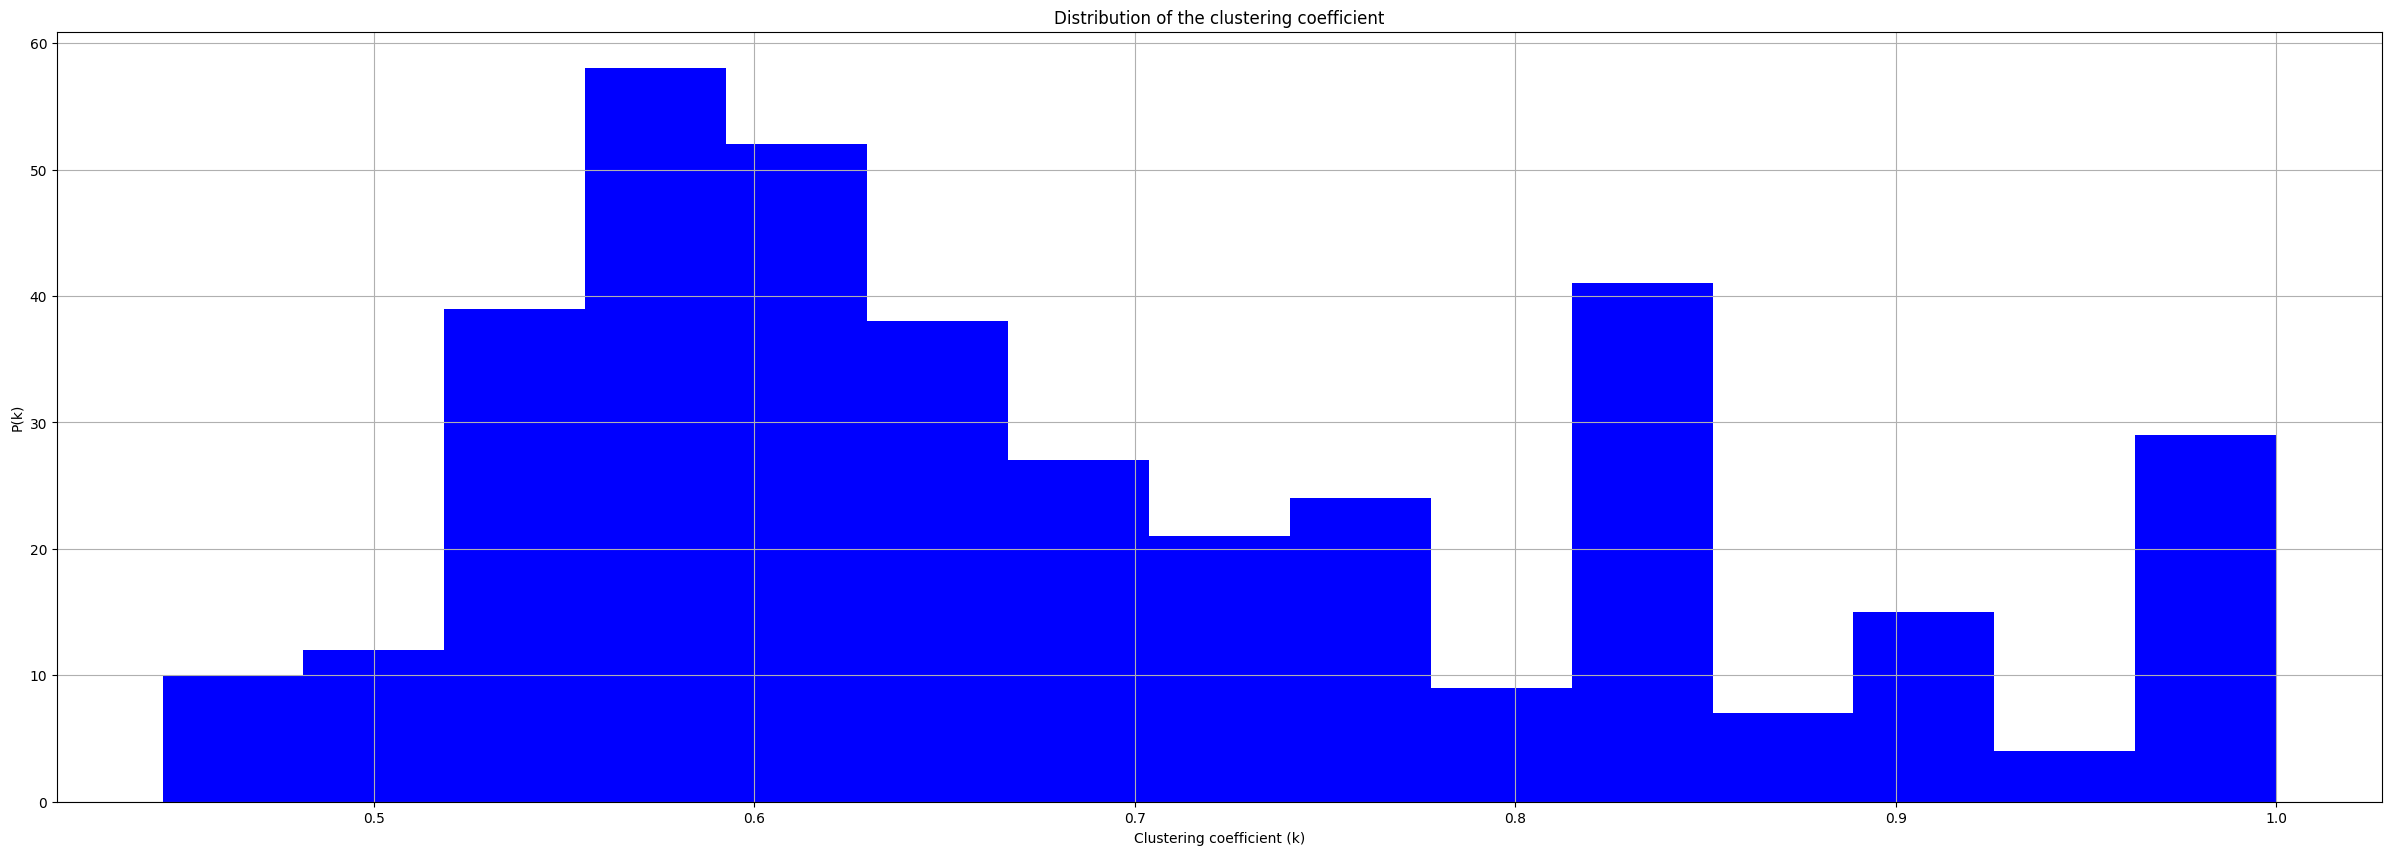 Distribution of the clustering coefficient
60
50
40
30
20
10
0
P(k)
0.5 0.6 0.7 0.8 0.9 1.0
Clustering coefficient (k)